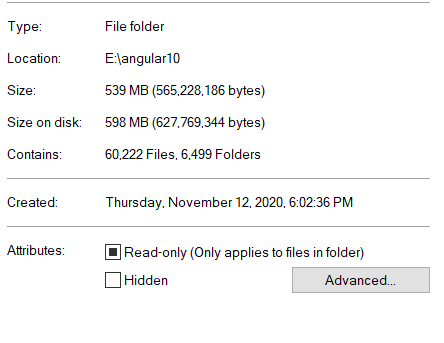 Type: File folder
Location: E:\angular10
Size: 539 MB (565,228,186 bytes)
Size on disk: 598 MB (627,769,344 bytes)
Contains: 60,222 Files, 6,499 Folders
Created: Thursday, November 12, 2020, 6:02:36 PM
Attributes: Read-only (Only applies to files in folder)
Hidden Advanced...